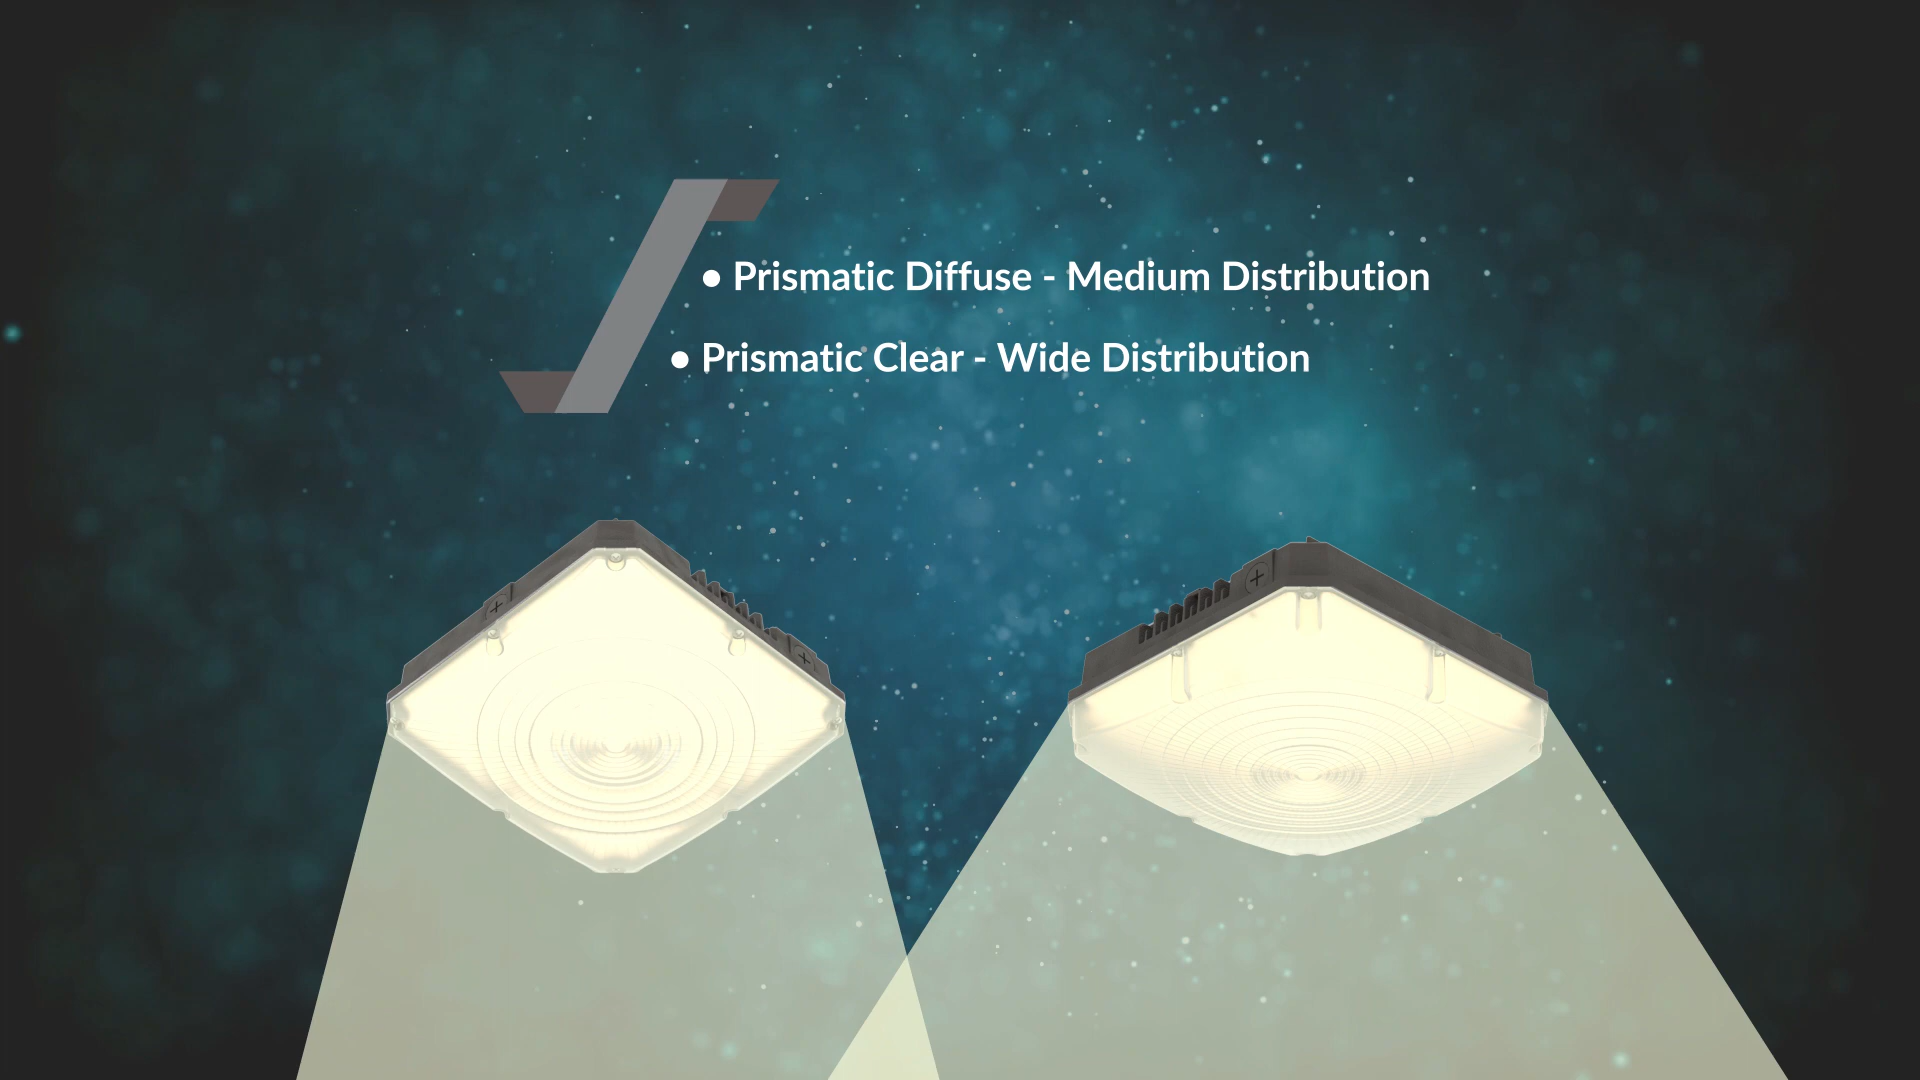 • Prismatic Diffuse - Medium Distribution
• Prismatic Clear - Wide Distribution